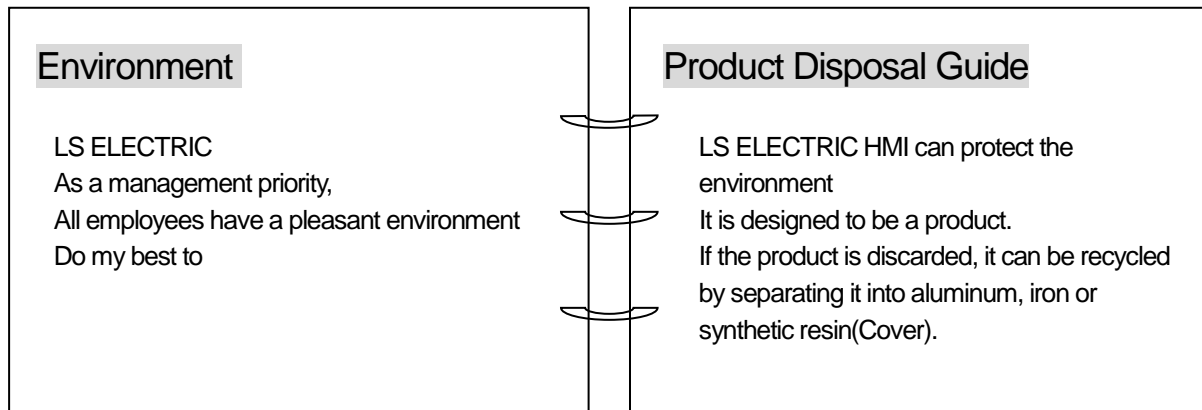 Environment
LS ELECTRIC
As a management priority,
All employees have a pleasant environment
Do my best to
Product Disposal Guide
LS ELECTRIC HMI can protect the
environment
It is designed to be a product.
If the product is discarded, it can be recycled
by separating it into aluminum, iron or
synthetic resin(Cover).